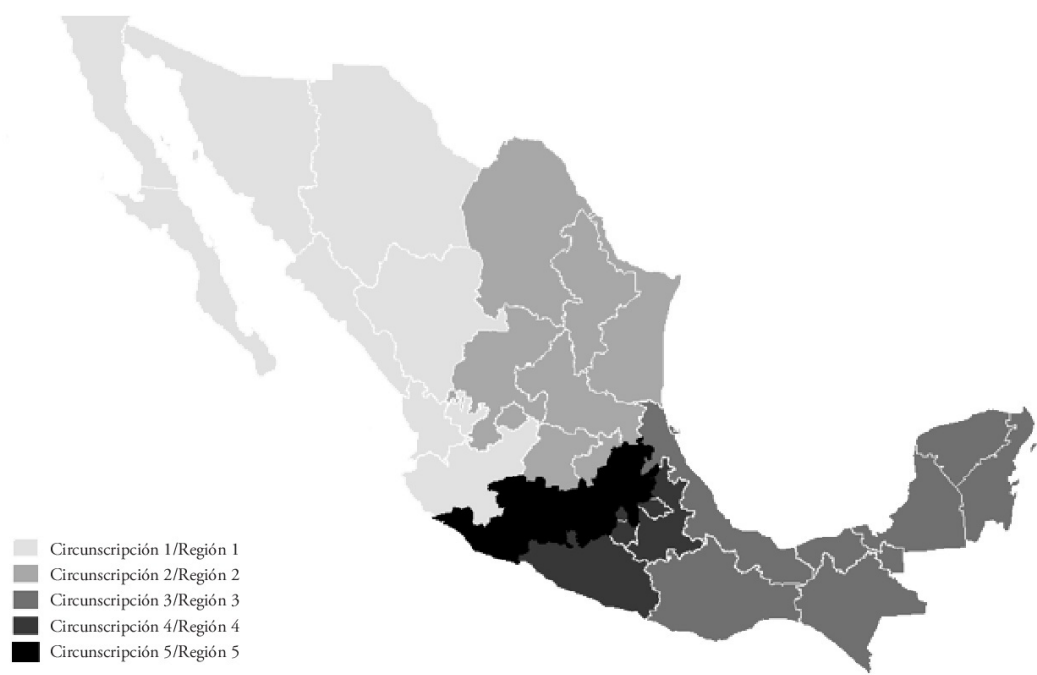 Circunscripción 1/Región 1
Circunscripción 2/Región 2
Circunscripción 3/Región 3
Circunscripción 4/Región 4
Circunscripción 5/Región 5